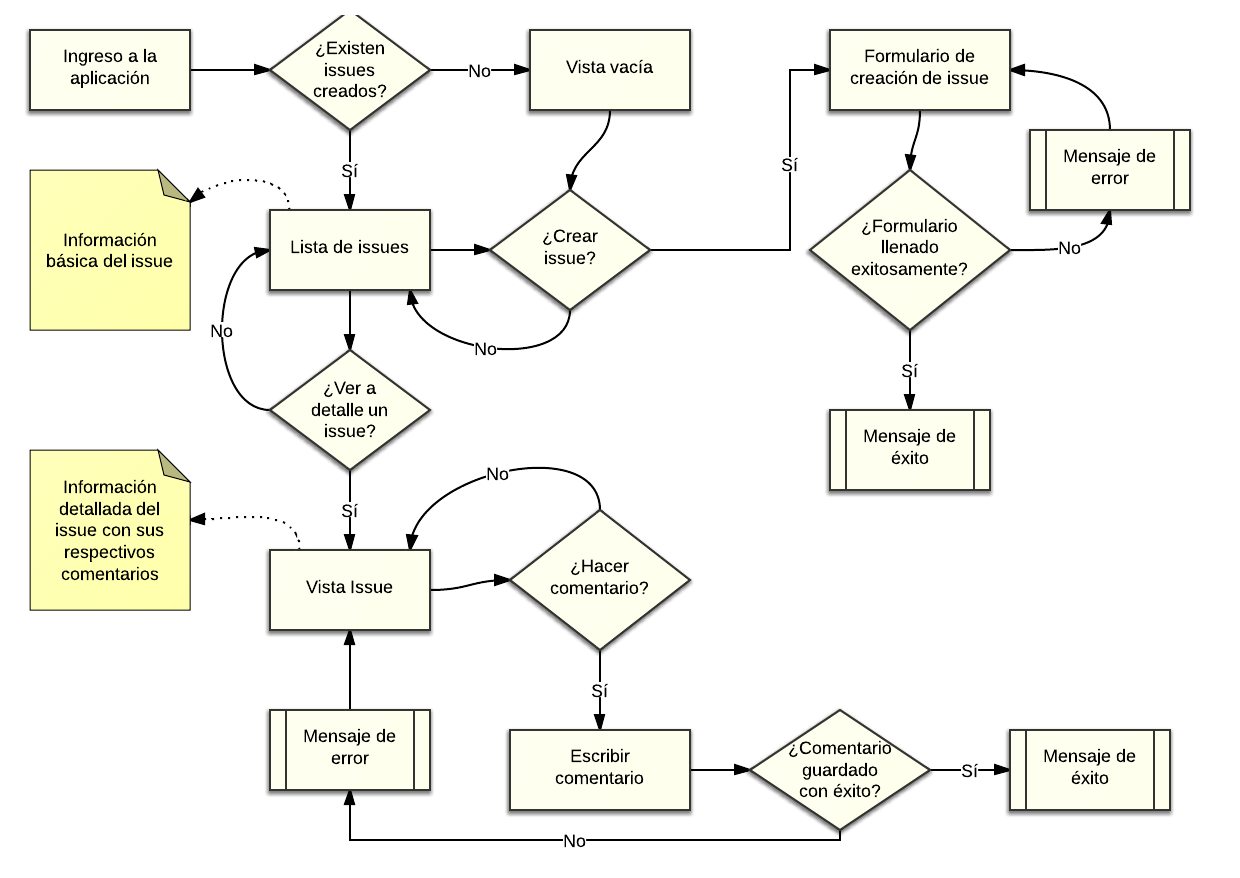 Ingreso a la
aplicación
¿Existen
issues
creados?
No
Vista vacía
Formulario de
creación de issue
Mensaje de
error
Sí
Sí
Información
básica del issue
Lista de issues
¿Crear
issue?
¿Formulario
llenado
exitosamente?
No
No
No
¿Ver a
detalle un
issue?
Sí
Mensaje de
éxito
Información
detallada del
issue con sus
respectivos
comentarios
Sí
No
Vista Issue
¿Hacer
comentario?
Sí
Mensaje de
error
Escribir
comentario
¿Comentario
guardado
con éxito?
Sí
Mensaje de
éxito
No